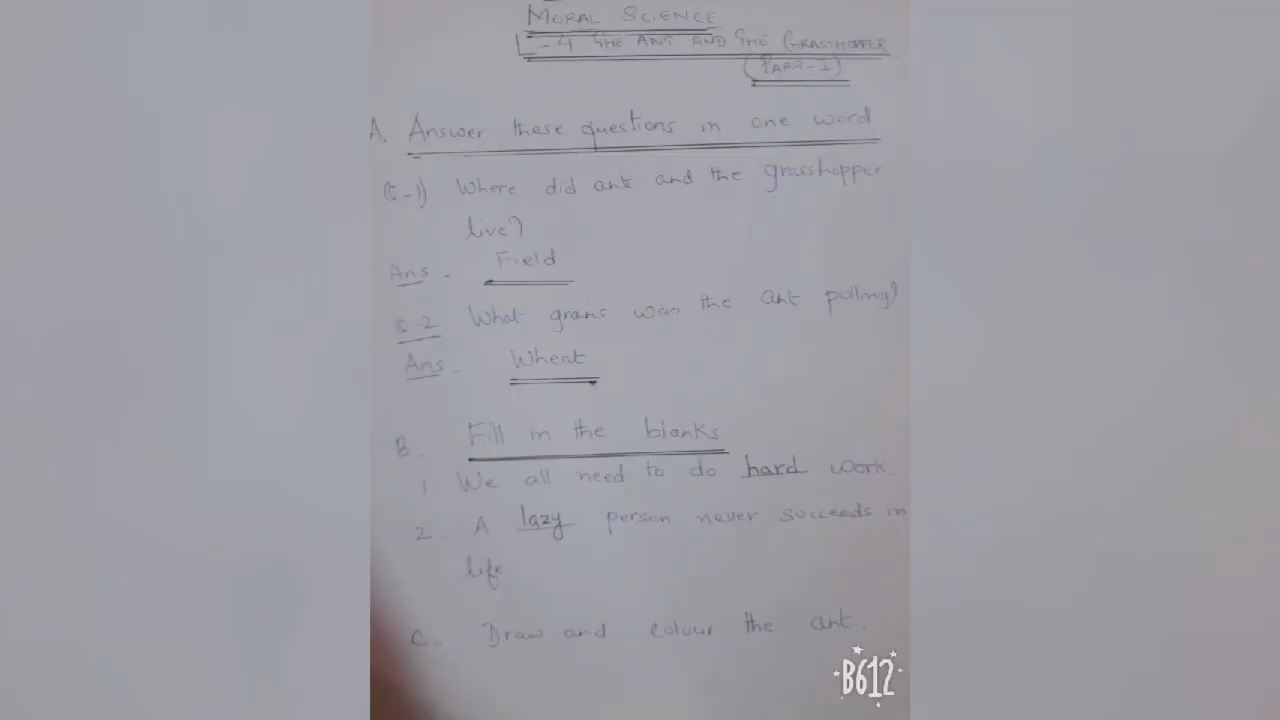 MORAL SCIENCE
L-4 THE ANT AND THE GRASSHOPPER
(PART-I)
A. Answer these questions in one word
Q-1) Where did ant and the grasshopper
live?
Ans. Field
Q.2 What grains was the ant pulling?
Ans. Wheat
B. Fill in the blanks
1. We all need to do hard work
2. A lazy person never succeeds in
life
C. Draw and colour the ant.
B612